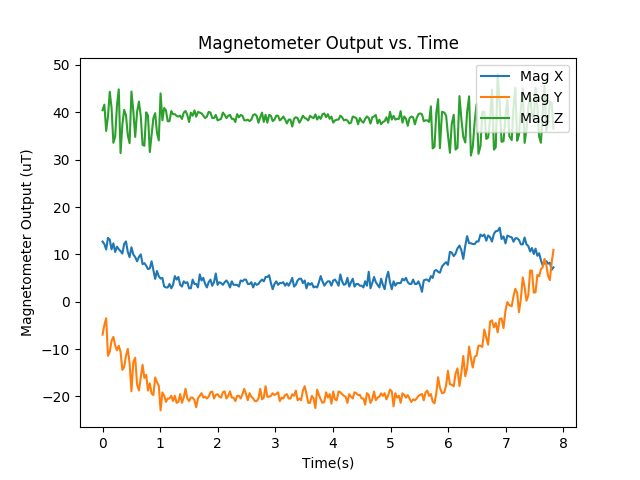 Magnetometer Output vs. Time
Mag X
Mag Y
Mag Z
50
40
30
20
10
0
−10
−20
Magnetometer Output (uT)
0 1 2 3 4 5 6 7 8
Time(s)